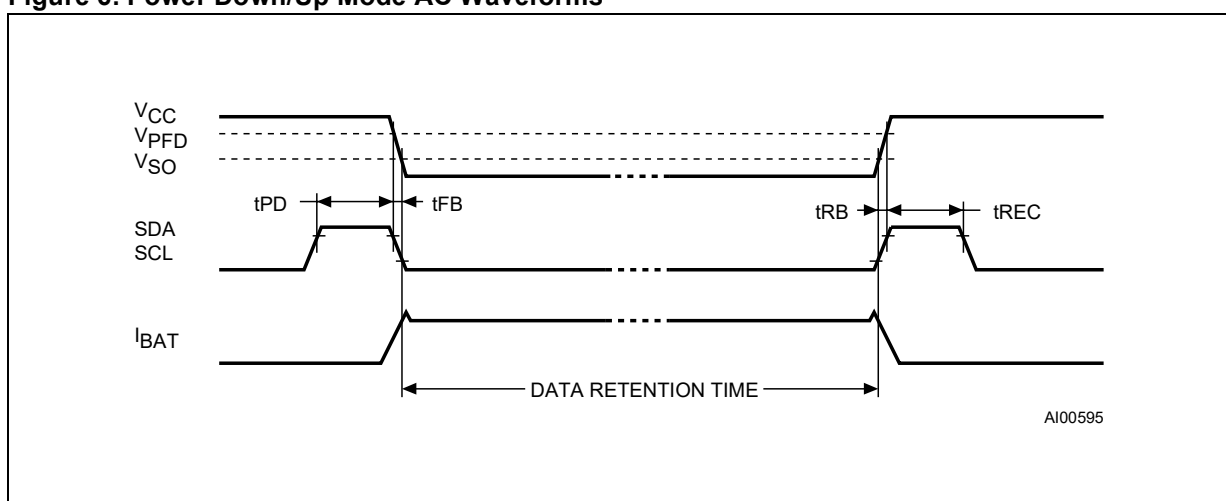 Figure Power Down/Up Mode AC Waveforms
VCC
VPFD
VSO
tPD
tFB
tRB
tREC
SDA
SCL
IBAT
DATA RETENTION TIME
AI00595